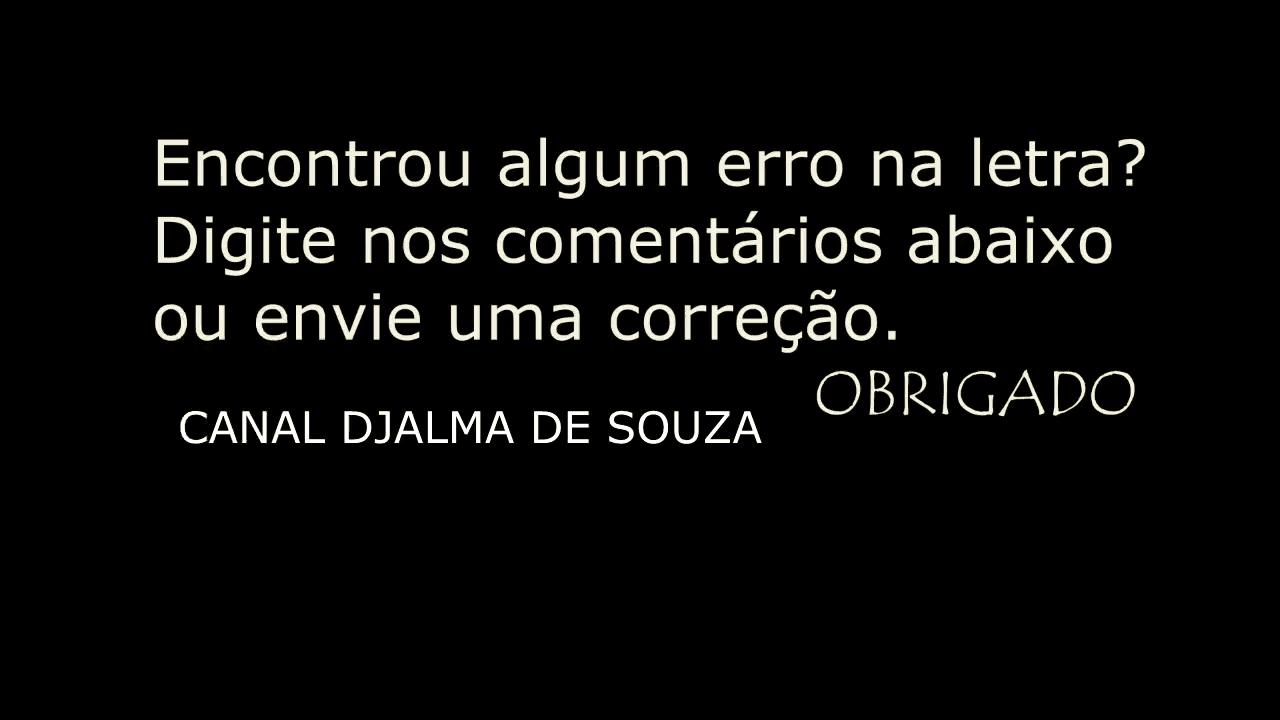 Encontrou algum erro na letra?
Digite nos comentários abaixo
ou envie uma correção.
OBRIGADO
CANAL DJALMA DE SOUZA